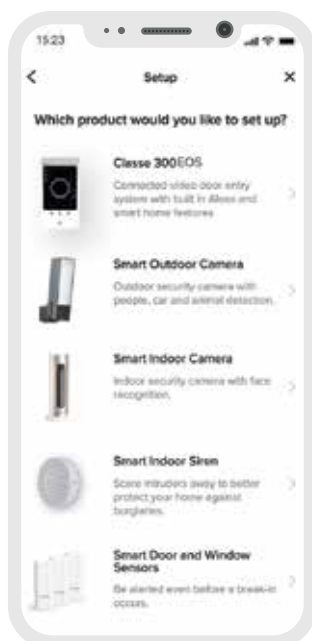 15:23
Setup
Which product would you like to set up?
Classe 300EOS
Connected video door entry
system with built in Alexa and
smart home features
Smart Outdoor Camera
Outdoor security camera with
people, car and animal detection.
Smart Indoor Camera
Indoor security camera with face
recognition.
Smart Indoor Siren
Scare intruders away to better
protect your home against
burglaries.
Smart Door and Window
Sensors
Be alerted even before a break-in
occurs.